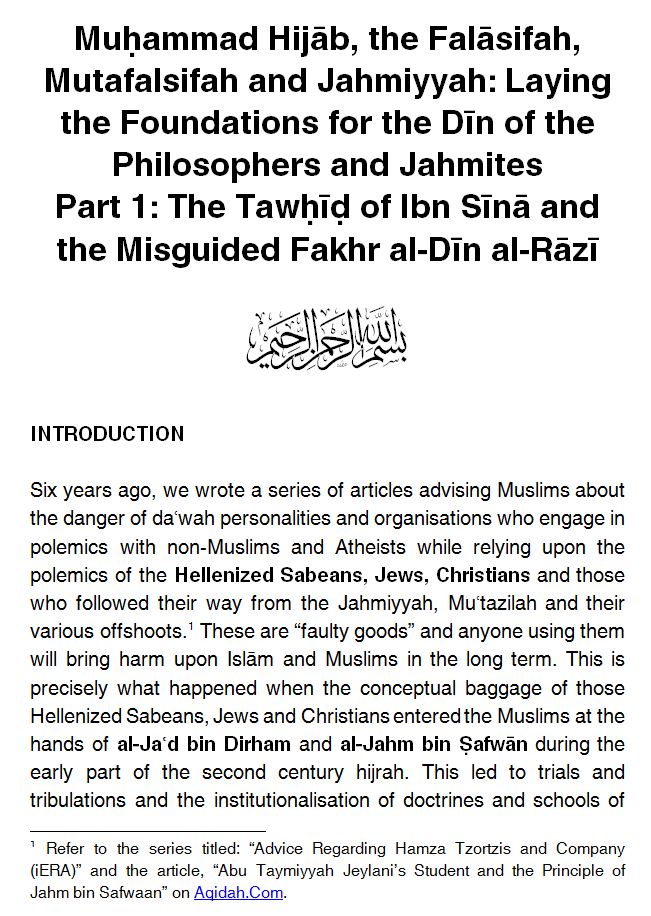 Muḥammad Hijāb, the Falāsifah,
Mutafalsifah and Jahmiyyah: Laying
the Foundations for the Dīn of the
Philosophers and Jahmites
Part 1: The Tawḥīḍ of Ibn Sīnā and
the Misguided Fakhr al-Dīn al-Rāzī
بسم الله الرحمن الرحيم
INTRODUCTION
Six years ago, we wrote a series of articles advising Muslims about
the danger of daʿwah personalities and organisations who engage in
polemics with non-Muslims and Atheists while relying upon the
polemics of the Hellenized Sabeans, Jews, Christians and those
who followed their way from the Jahmiyyah, Muʿtazilah and their
various offshoots.¹ These are “faulty goods” and anyone using them
will bring harm upon Islām and Muslims in the long term. This is
precisely what happened when the conceptual baggage of those
Hellenized Sabeans, Jews and Christians entered the Muslims at the
hands of al-Jaʿd bin Dirham and al-Jahm bin Ṣafwān during the
early part of the second century hijrah. This led to trials and
tribulations and the institutionalisation of doctrines and schools of
¹ Refer to the series titled: “Advice Regarding Hamza Tzortzis and Company
(iERA)” and the article, “Abu Taymiyyah Jeylani’s Student and the Principle of
Jahm bin Safwaan” on Aqidah.Com.